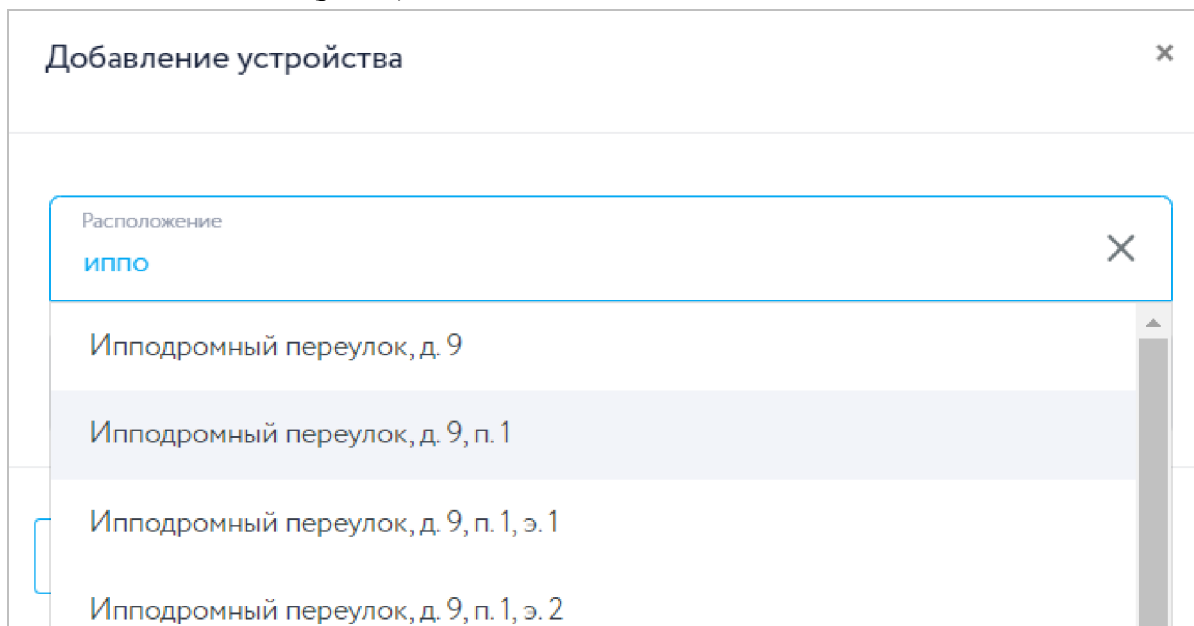 Добавление устройства
Расположение
иппо
Ипподромный переулок, д. 9
Ипподромный переулок, д. 9, п. 1
Ипподромный переулок, д. 9, п. 1, э. 1
Ипподромный переулок, д. 9, п. 1, э. 2